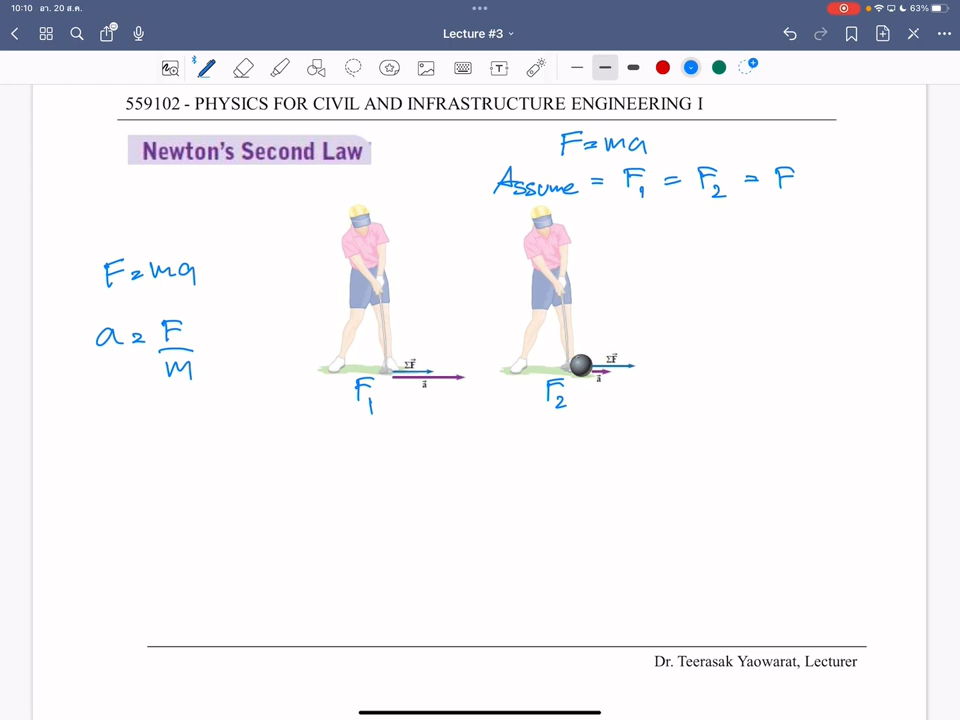 10:10 อา. 20 ส.ค.
63%
Lecture #3
559102 - PHYSICS FOR CIVIL AND INFRASTRUCTURE ENGINEERING I
Newton's Second Law
F = ma
Assume = F₁ = F₂ = F
F = ma
a = F/m
ΣF⃗
a⃗
F₁
ΣF⃗
a⃗
F₂
Dr. Teerasak Yaowarat, Lecturer